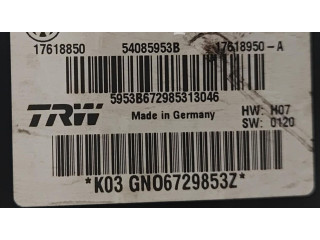 17618850 54085953B 17618950-A
5953B672985313046
TRW Made in Germany HW: H07
SW: 0120
*K03 GNO6729853Z*